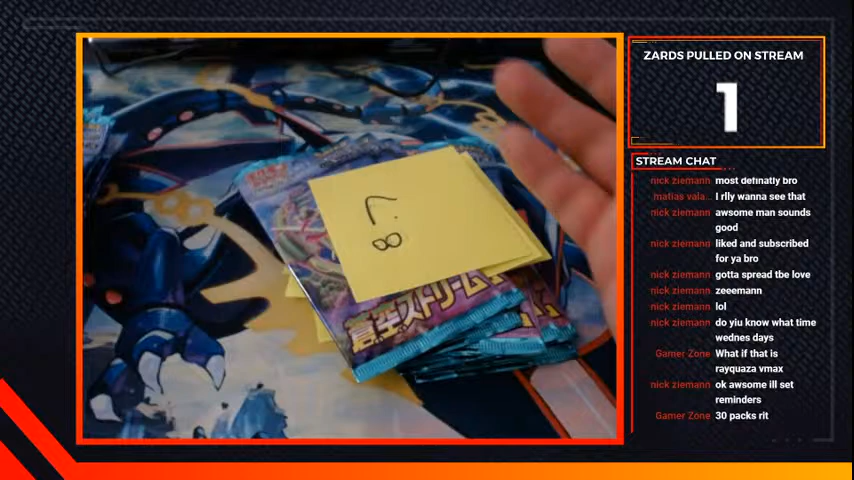 ZARDS PULLED ON STREAM
1
STREAM CHAT
nick ziemann most definatly bro
matias vala... I rlly wanna see that
nick ziemann awsome man sounds
good
nick ziemann liked and subscribed
for ya bro
nick ziemann gotta spread tbe love
nick ziemann zeeemann
nick ziemann lol
nick ziemann do yiu know what time
wednes days
Gamer Zone What if that is
rayquaza vmax
nick ziemann ok awsome ill set
reminders
Gamer Zone 30 packs rit
8.7
蒼空ストリーム